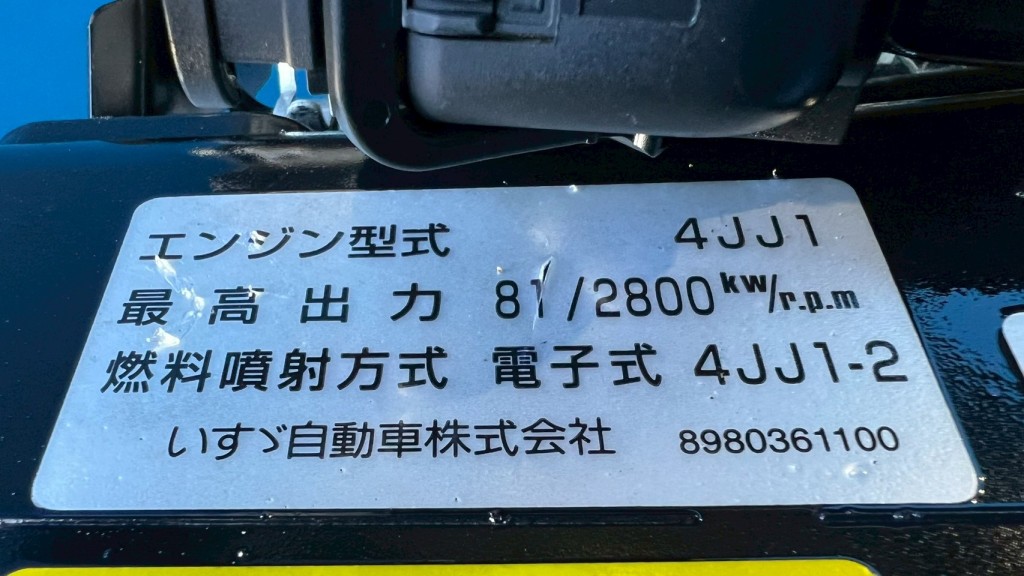 エンジン型式 4JJ1
最高出力 81/2800kw/r.p.m
燃料噴射方式 電子式 4JJ1-2
いすゞ自動車株式会社 8980361100